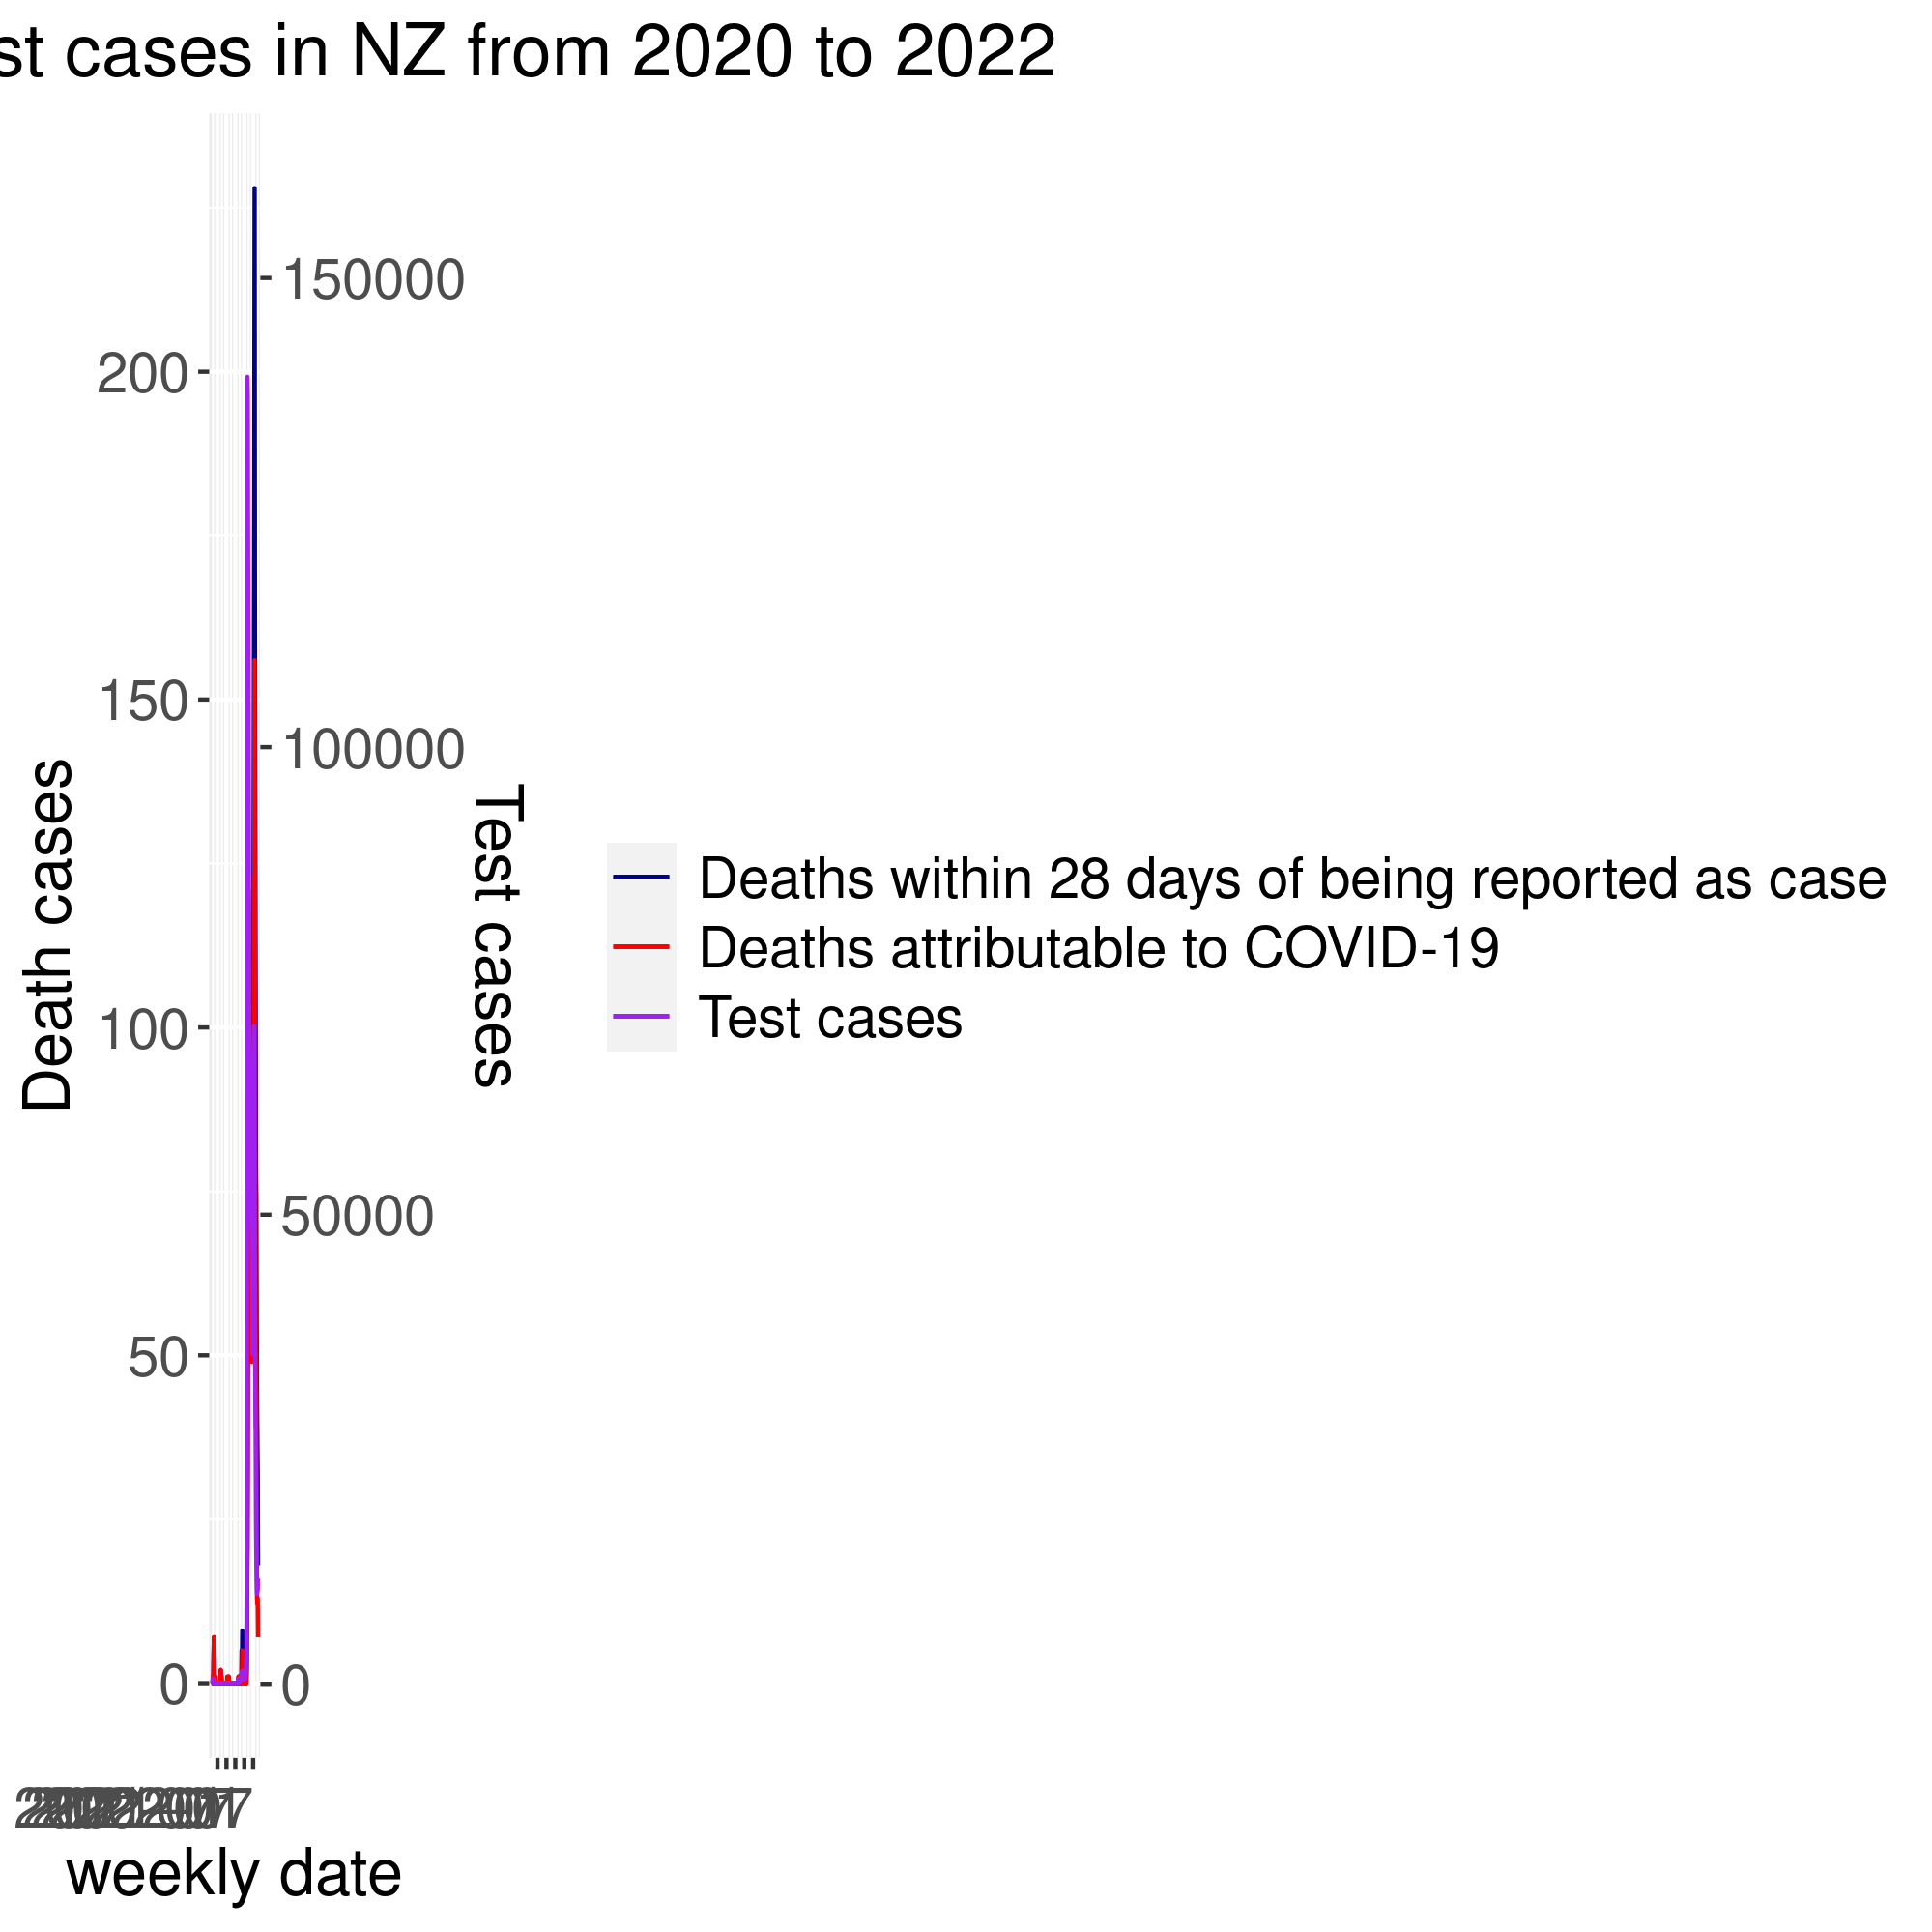 st cases in NZ from 2020 to 2022
150000
200
150
100000
100
50000
50
0
0
Death cases
Test cases
Deaths within 28 days of being reported as case
Deaths attributable to COVID-19
Test cases
weekly date